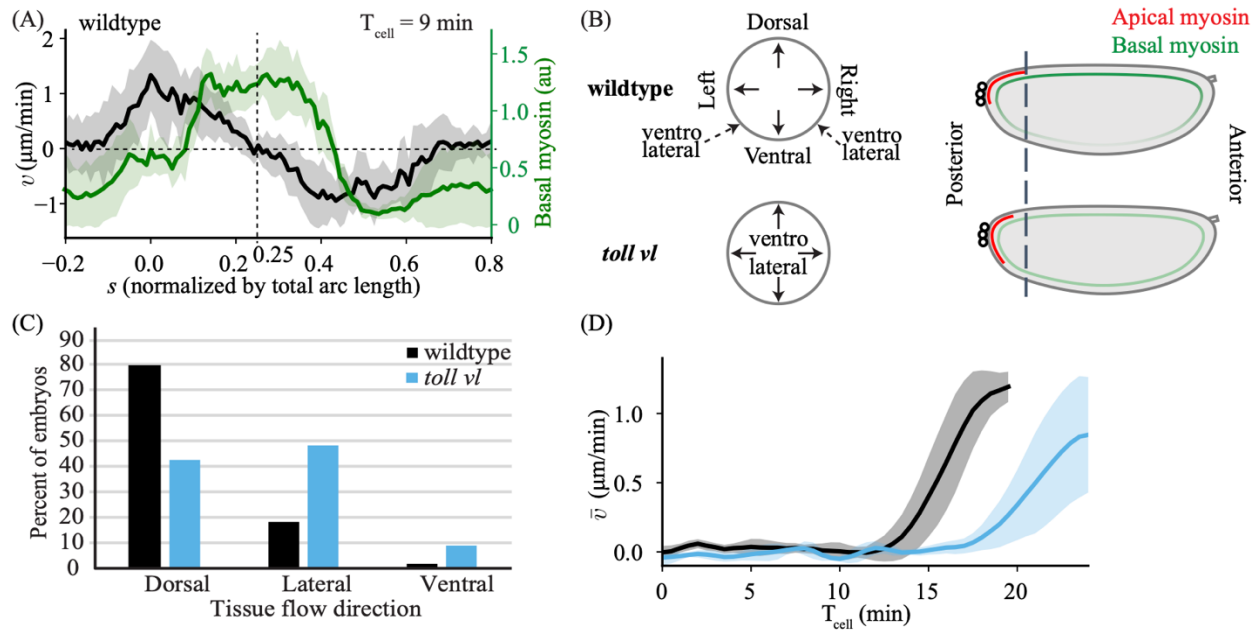 (A)
wildtype
T_cell = 9 min
2
1
0
−1
v (μm/min)
1.5
1.0
0.5
0
Basal myosin (au)
0.25
−0.2 0.0 0.2 0.4 0.6 0.8
s (normalized by total arc length)
(B)
Dorsal
wildtype
Left
Right
ventro
lateral
ventro
lateral
Ventral
toll vl
ventro
lateral
Apical myosin
Basal myosin
Posterior
Anterior
(C)
90
80
70
60
50
40
30
20
10
0
Percent of embryos
wildtype
toll vl
Dorsal Lateral Ventral
Tissue flow direction
(D)
1.0
0.5
0.0
v̄ (μm/min)
0 5 10 15 20
T_cell (min)